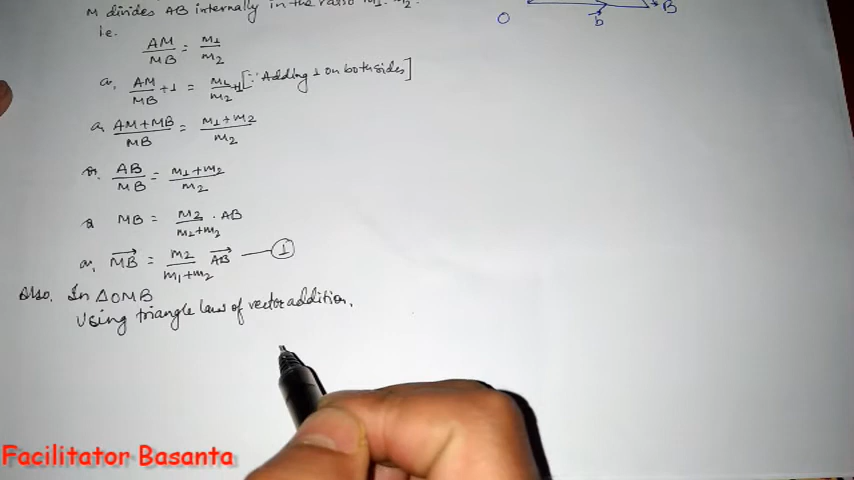 M divides AB internally in the ratio m1 : m2.
O
b
B
i.e.
AM/MB = m1/m2
or, AM/MB + 1 = m1/m2 + 1 [∵ Adding 1 on both sides]
or, AM+MB/MB = m1+m2/m2
or, AB/MB = m1+m2/m2
or MB = m2/m1+m2 . AB
or, →MB = m2/m1+m2 →AB — 1
Also, In △OMB
Using triangle law of vector addition,
Facilitator Basanta